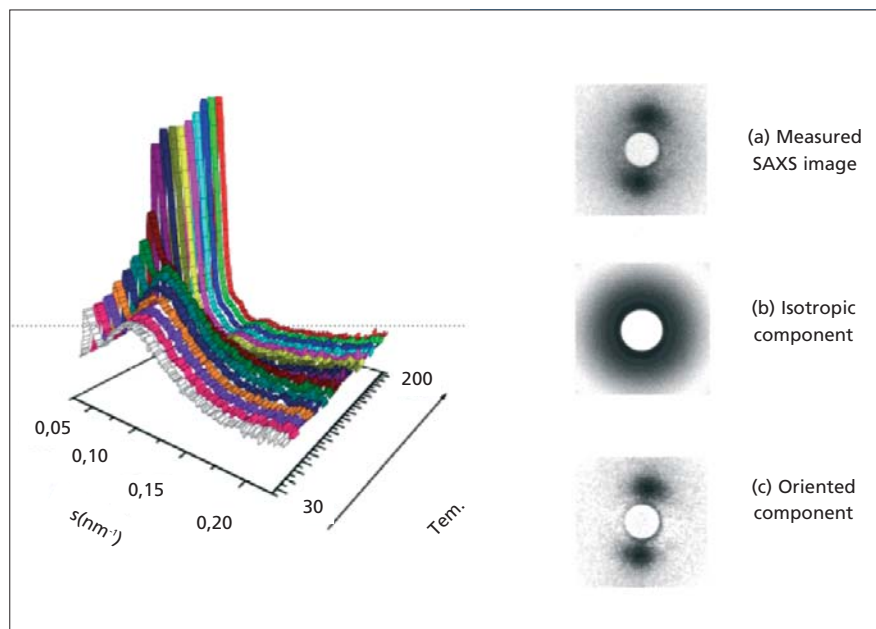 0,05
0,10
0,15
0,20
s(nm⁻¹)
30
200
Tem.
(a) Measured
SAXS image
(b) Isotropic
component
(c) Oriented
component